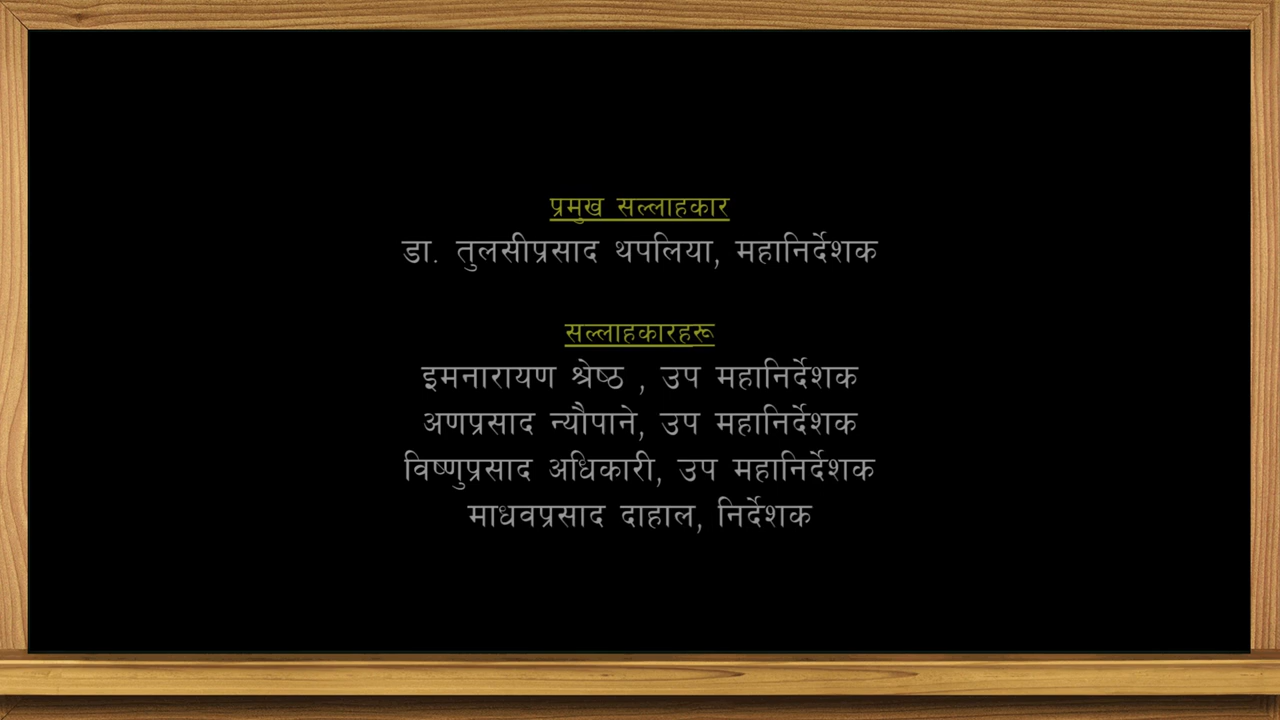 प्रमुख सल्लाहकार
डा. तुलसीप्रसाद थपलिया, महानिर्देशक
सल्लाहकारहरू
इमनारायण श्रेष्ठ , उप महानिर्देशक
अणप्रसाद न्यौपाने, उप महानिर्देशक
विष्णुप्रसाद अधिकारी, उप महानिर्देशक
माधवप्रसाद दाहाल, निर्देशक